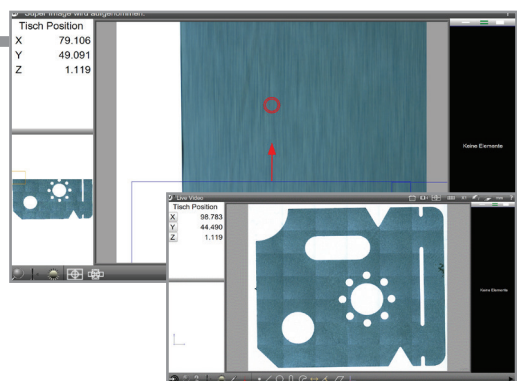 Super Image wird aufgenommen.
Tisch Position
X 79.106
Y 49.091
Z 1.119
Keine Elemente
Live Video
Tisch Position
X 98.783
Y 44.490
Z 1.119
Keine Elemente